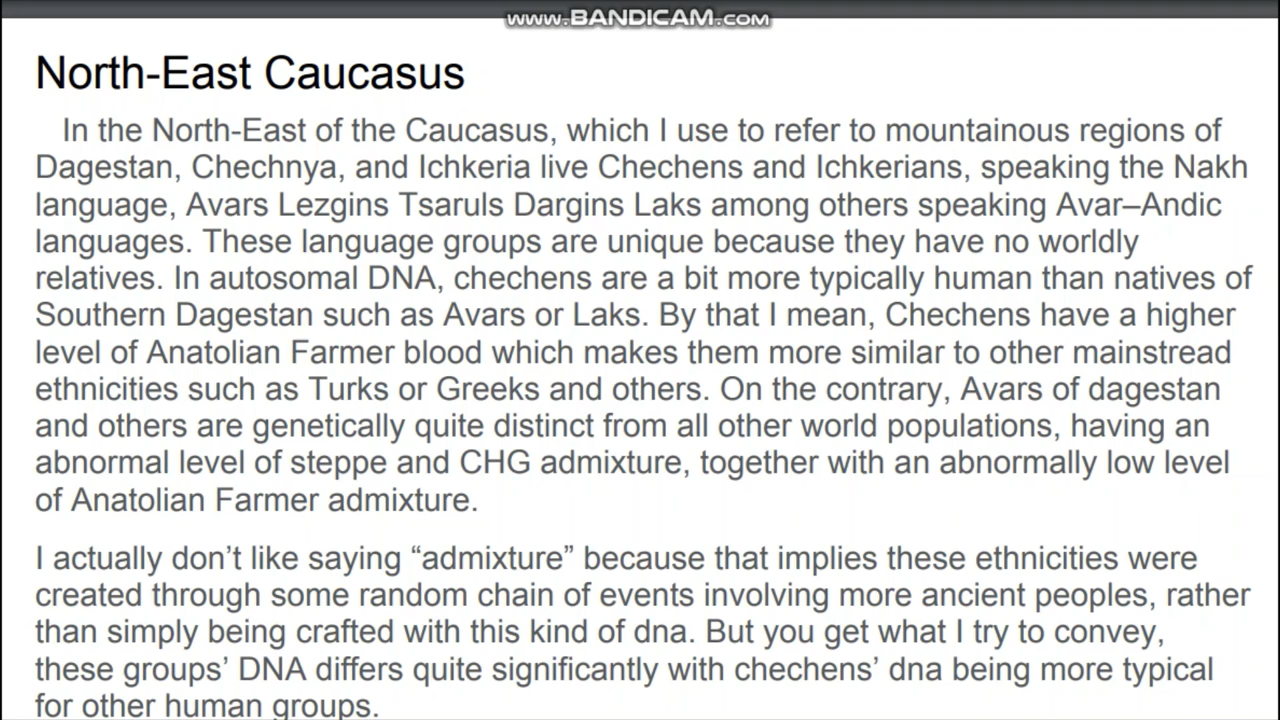 www.BANDICAM.com
North-East Caucasus
In the North-East of the Caucasus, which I use to refer to mountainous regions of
Dagestan, Chechnya, and Ichkeria live Chechens and Ichkerians, speaking the Nakh
language, Avars Lezgins Tsaruls Dargins Laks among others speaking Avar–Andic
languages. These language groups are unique because they have no worldly
relatives. In autosomal DNA, chechens are a bit more typically human than natives of
Southern Dagestan such as Avars or Laks. By that I mean, Chechens have a higher
level of Anatolian Farmer blood which makes them more similar to other mainstread
ethnicities such as Turks or Greeks and others. On the contrary, Avars of dagestan
and others are genetically quite distinct from all other world populations, having an
abnormal level of steppe and CHG admixture, together with an abnormally low level
of Anatolian Farmer admixture.
I actually don’t like saying “admixture” because that implies these ethnicities were
created through some random chain of events involving more ancient peoples, rather
than simply being crafted with this kind of dna. But you get what I try to convey,
these groups’ DNA differs quite significantly with chechens’ dna being more typical
for other human groups.